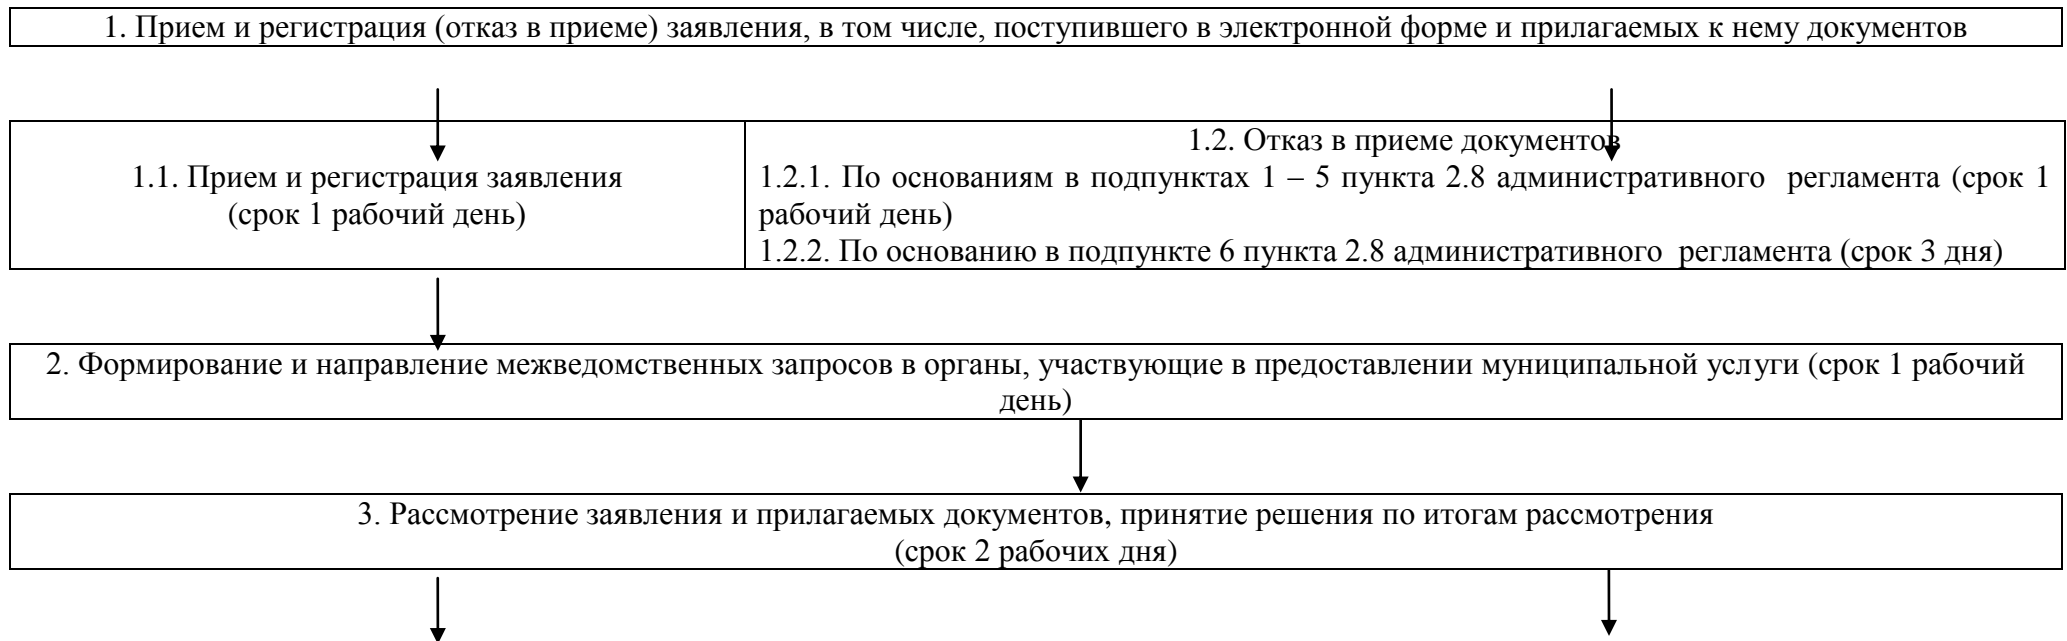 1. Прием и регистрация (отказ в приеме) заявления, в том числе, поступившего в электронной форме и прилагаемых к нему документов
1.1. Прием и регистрация заявления
(срок 1 рабочий день)
1.2. Отказ в приеме документов
1.2.1. По основаниям в подпунктах 1 – 5 пункта 2.8 административного регламента (срок 1
рабочий день)
1.2.2. По основанию в подпункте 6 пункта 2.8 административного регламента (срок 3 дня)
2. Формирование и направление межведомственных запросов в органы, участвующие в предоставлении муниципальной услуги (срок 1 рабочий
день)
3. Рассмотрение заявления и прилагаемых документов, принятие решения по итогам рассмотрения
(срок 2 рабочих дня)